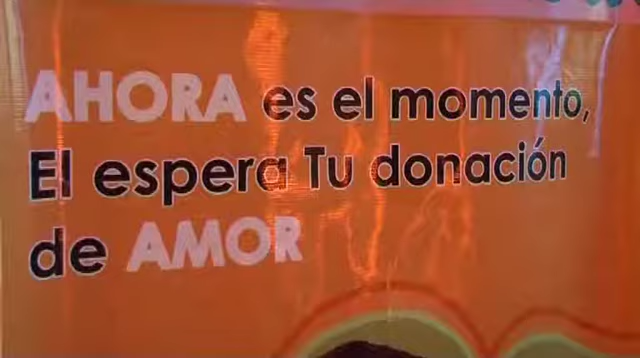 AHORA es el momento,
El espera Tu donación
de AMOR